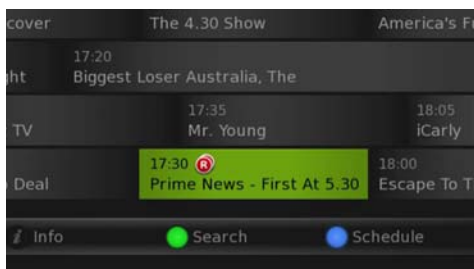 cover The 4.30 Show America's F
17:20
ht Biggest Loser Australia, The
17:35 18:05
TV Mr. Young iCarly
17:30 R 18:00
Deal Prime News - First At 5.30 Escape To T
i Info Search Schedule